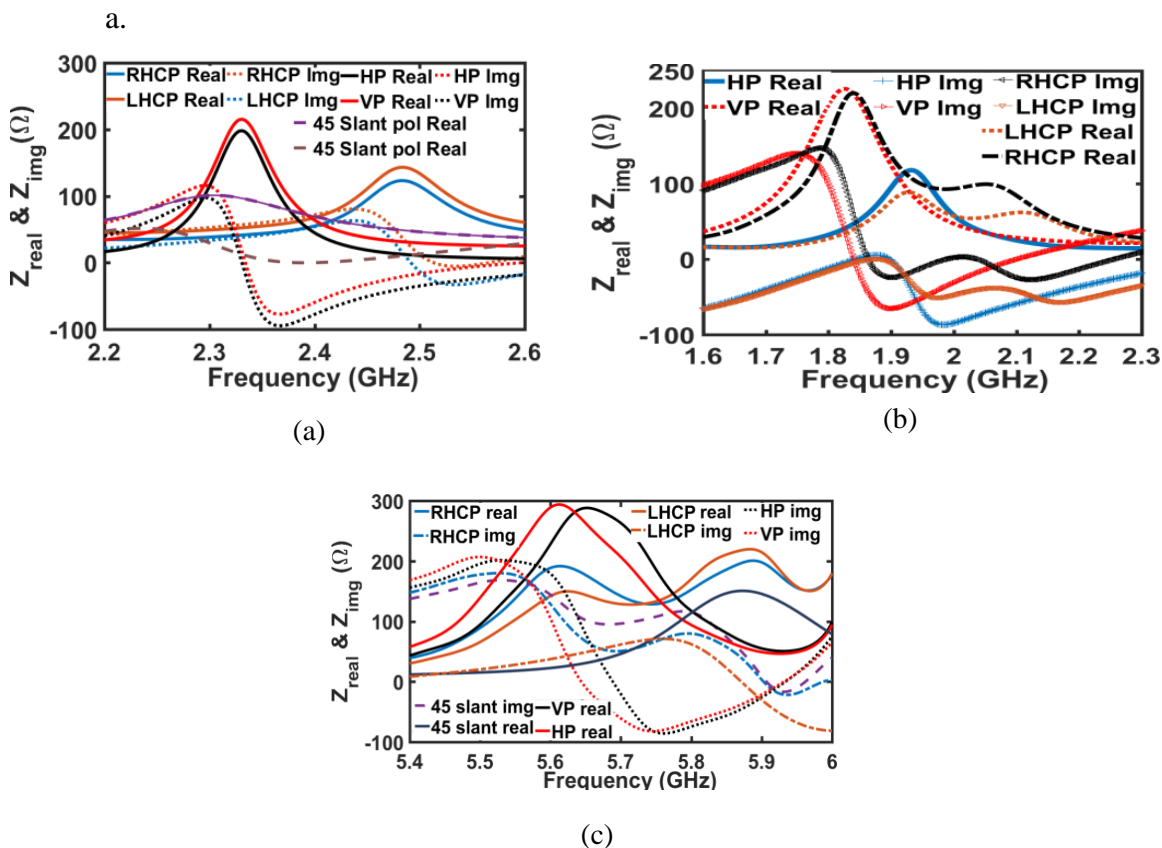 a.
300
200
100
0
-100
Z_real & Z_img (Ω)
RHCP Real RHCP Img HP Real HP Img
LHCP Real LHCP Img VP Real VP Img
45 Slant pol Real
45 Slant pol Real
2.2 2.3 2.4 2.5 2.6
Frequency (GHz)
(a)
250
200
100
0
-100
Z_real & Z_img (Ω)
HP Real HP Img RHCP Img
VP Real VP Img LHCP Img
LHCP Real
RHCP Real
1.6 1.7 1.8 1.9 2 2.1 2.2 2.3
Frequency (GHz)
(b)
300
200
100
0
-100
Z_real & Z_img (Ω)
RHCP real LHCP real HP img
RHCP img LHCP img VP img
45 slant img VP real
45 slant real HP real
5.4 5.5 5.6 5.7 5.8 5.9 6
Frequency (GHz)
(c)